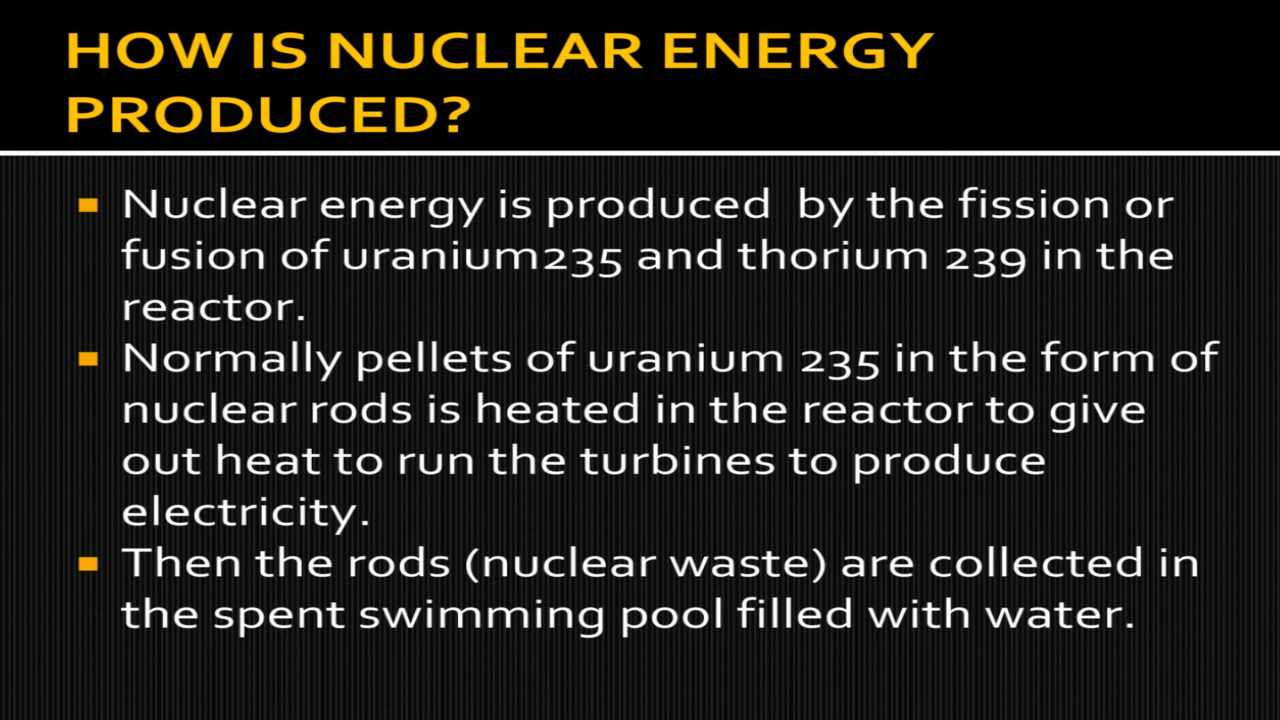 HOW IS NUCLEAR ENERGY
PRODUCED?
Nuclear energy is produced  by the fission or
fusion of uranium235 and thorium 239 in the
reactor.
Normally pellets of uranium 235 in the form of
nuclear rods is heated in the reactor to give
out heat to run the turbines to produce
electricity.
Then the rods (nuclear waste) are collected in
the spent swimming pool filled with water.